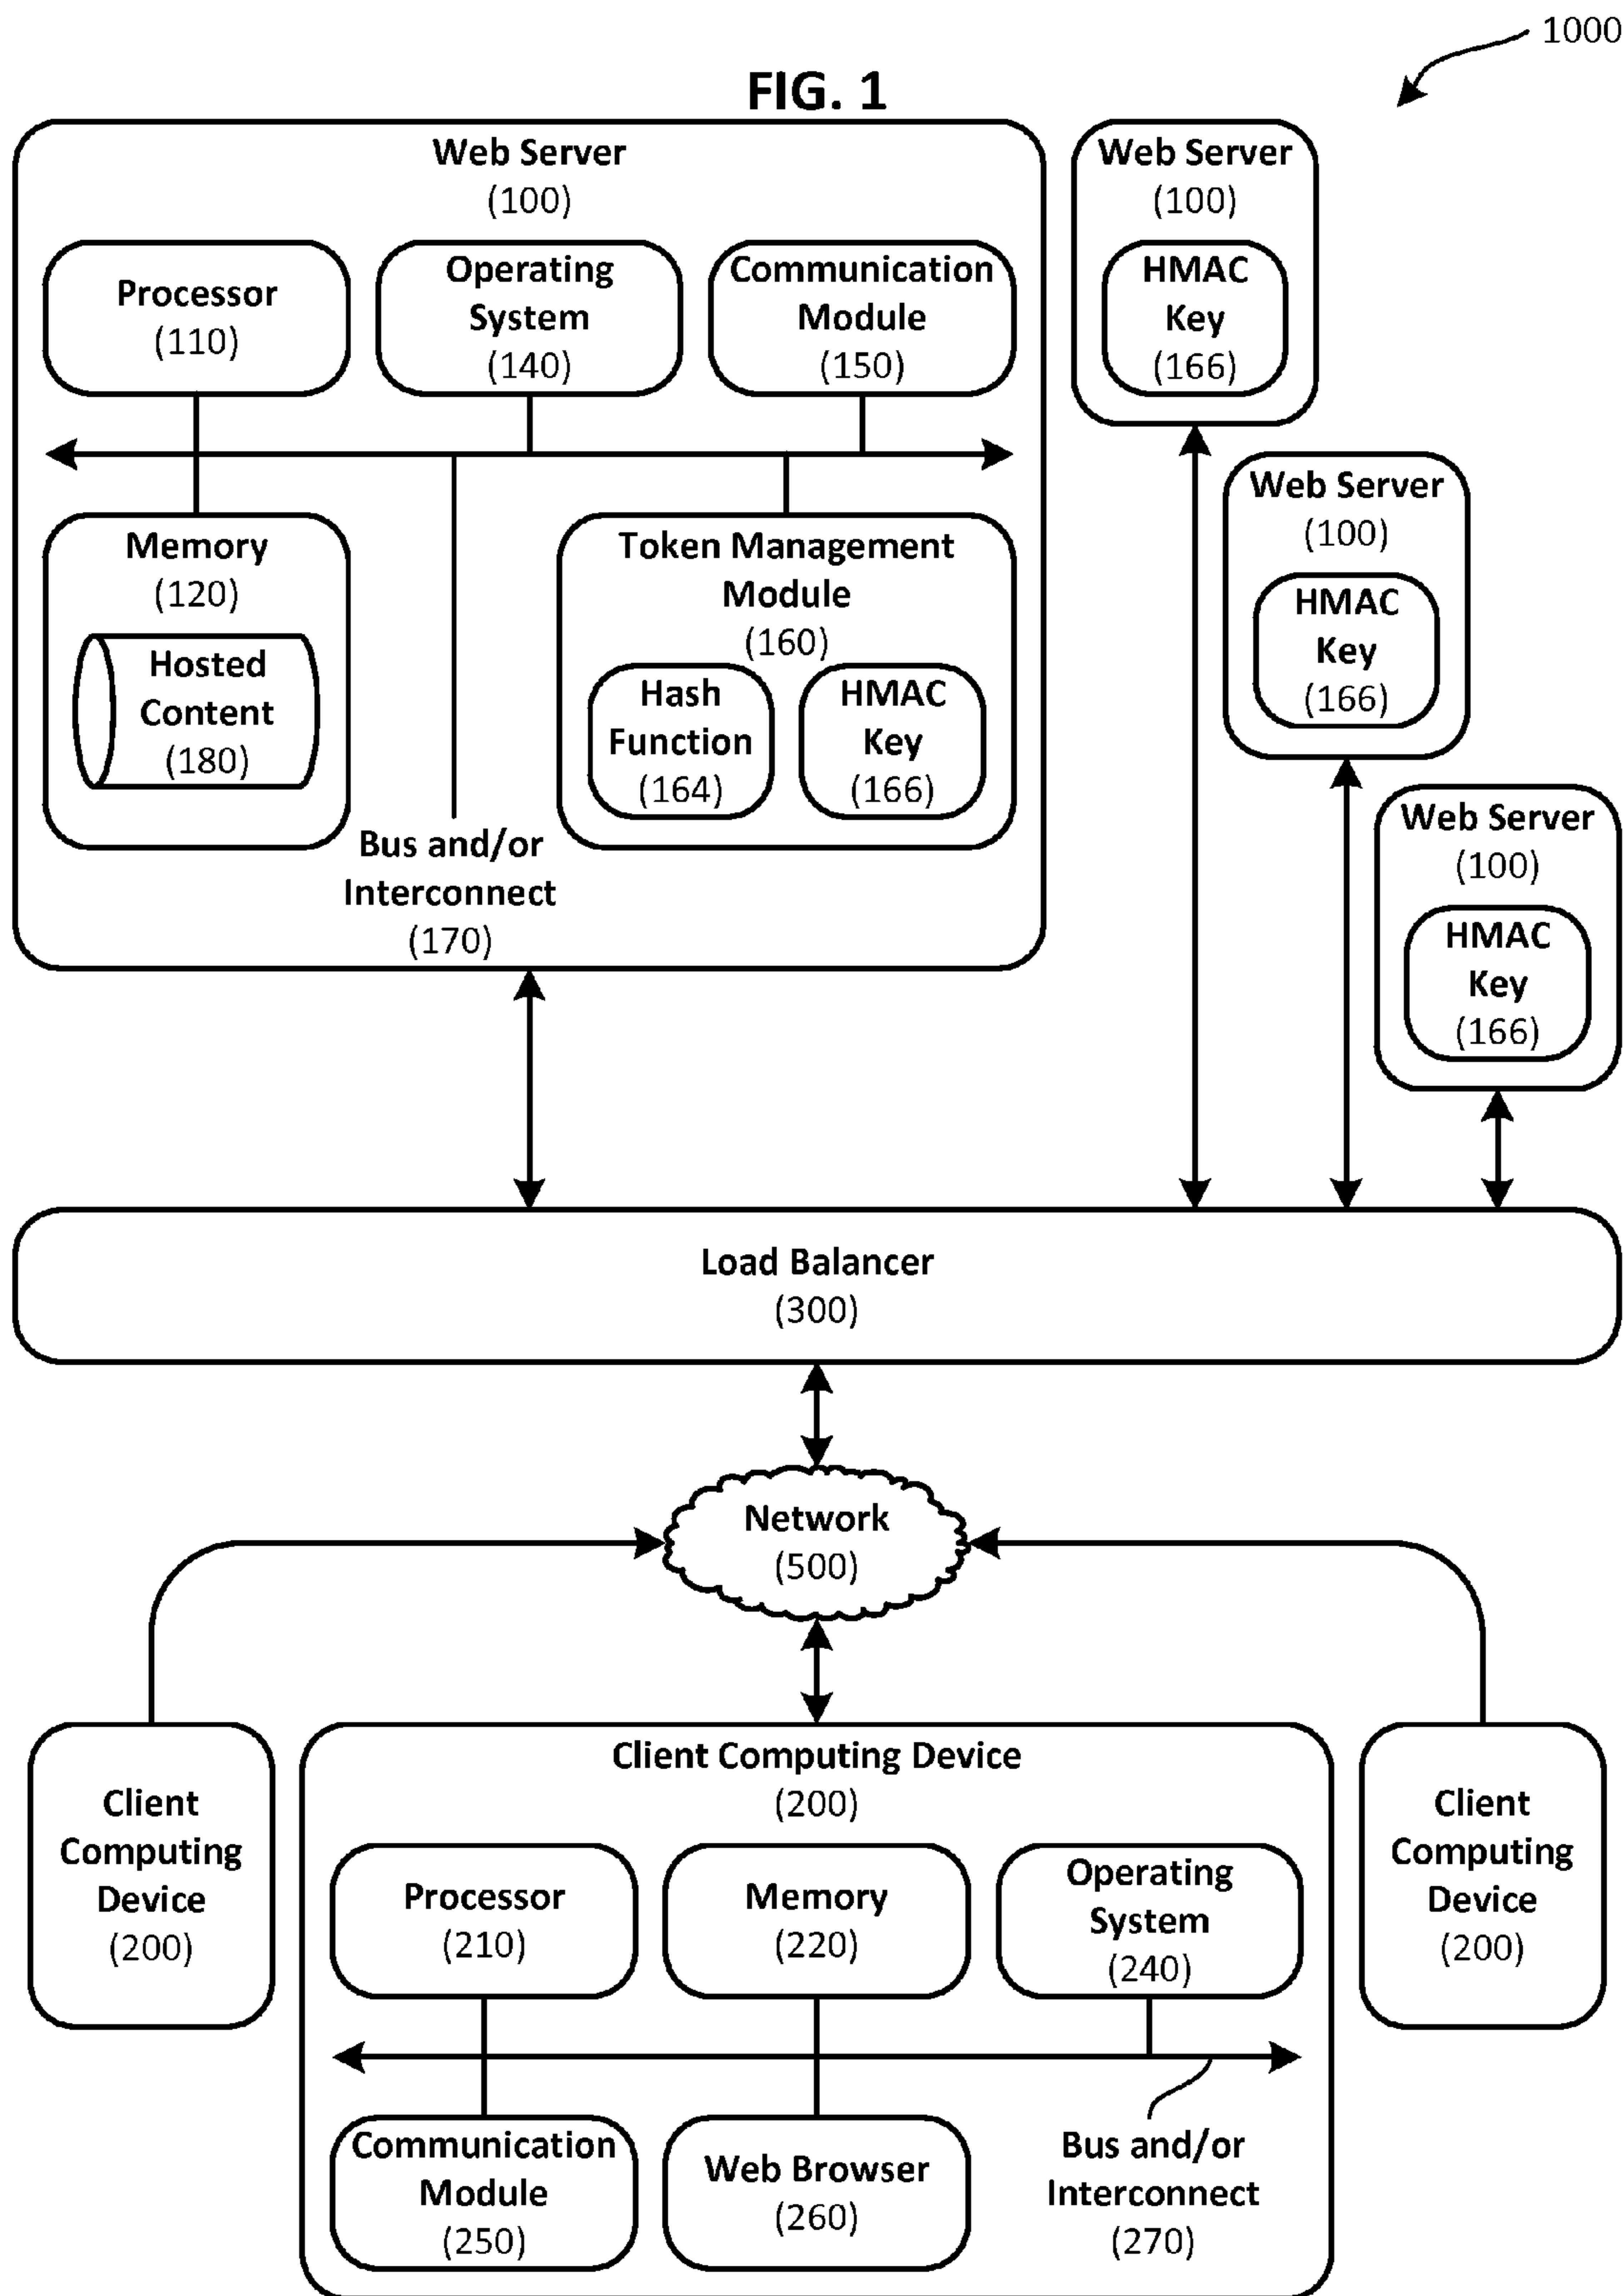 1000
FIG. 1
Web Server
(100)
Processor
(110)
Operating
System
(140)
Communication
Module
(150)
Memory
(120)
Hosted
Content
(180)
Token Management
Module
(160)
Hash
Function
(164)
HMAC
Key
(166)
Bus and/or
Interconnect
(170)
Web Server
(100)
HMAC
Key
(166)
Web Server
(100)
HMAC
Key
(166)
Web Server
(100)
HMAC
Key
(166)
Load Balancer
(300)
Network
(500)
Client
Computing
Device
(200)
Client Computing Device
(200)
Processor
(210)
Memory
(220)
Operating
System
(240)
Communication
Module
(250)
Web Browser
(260)
Bus and/or
Interconnect
(270)
Client
Computing
Device
(200)